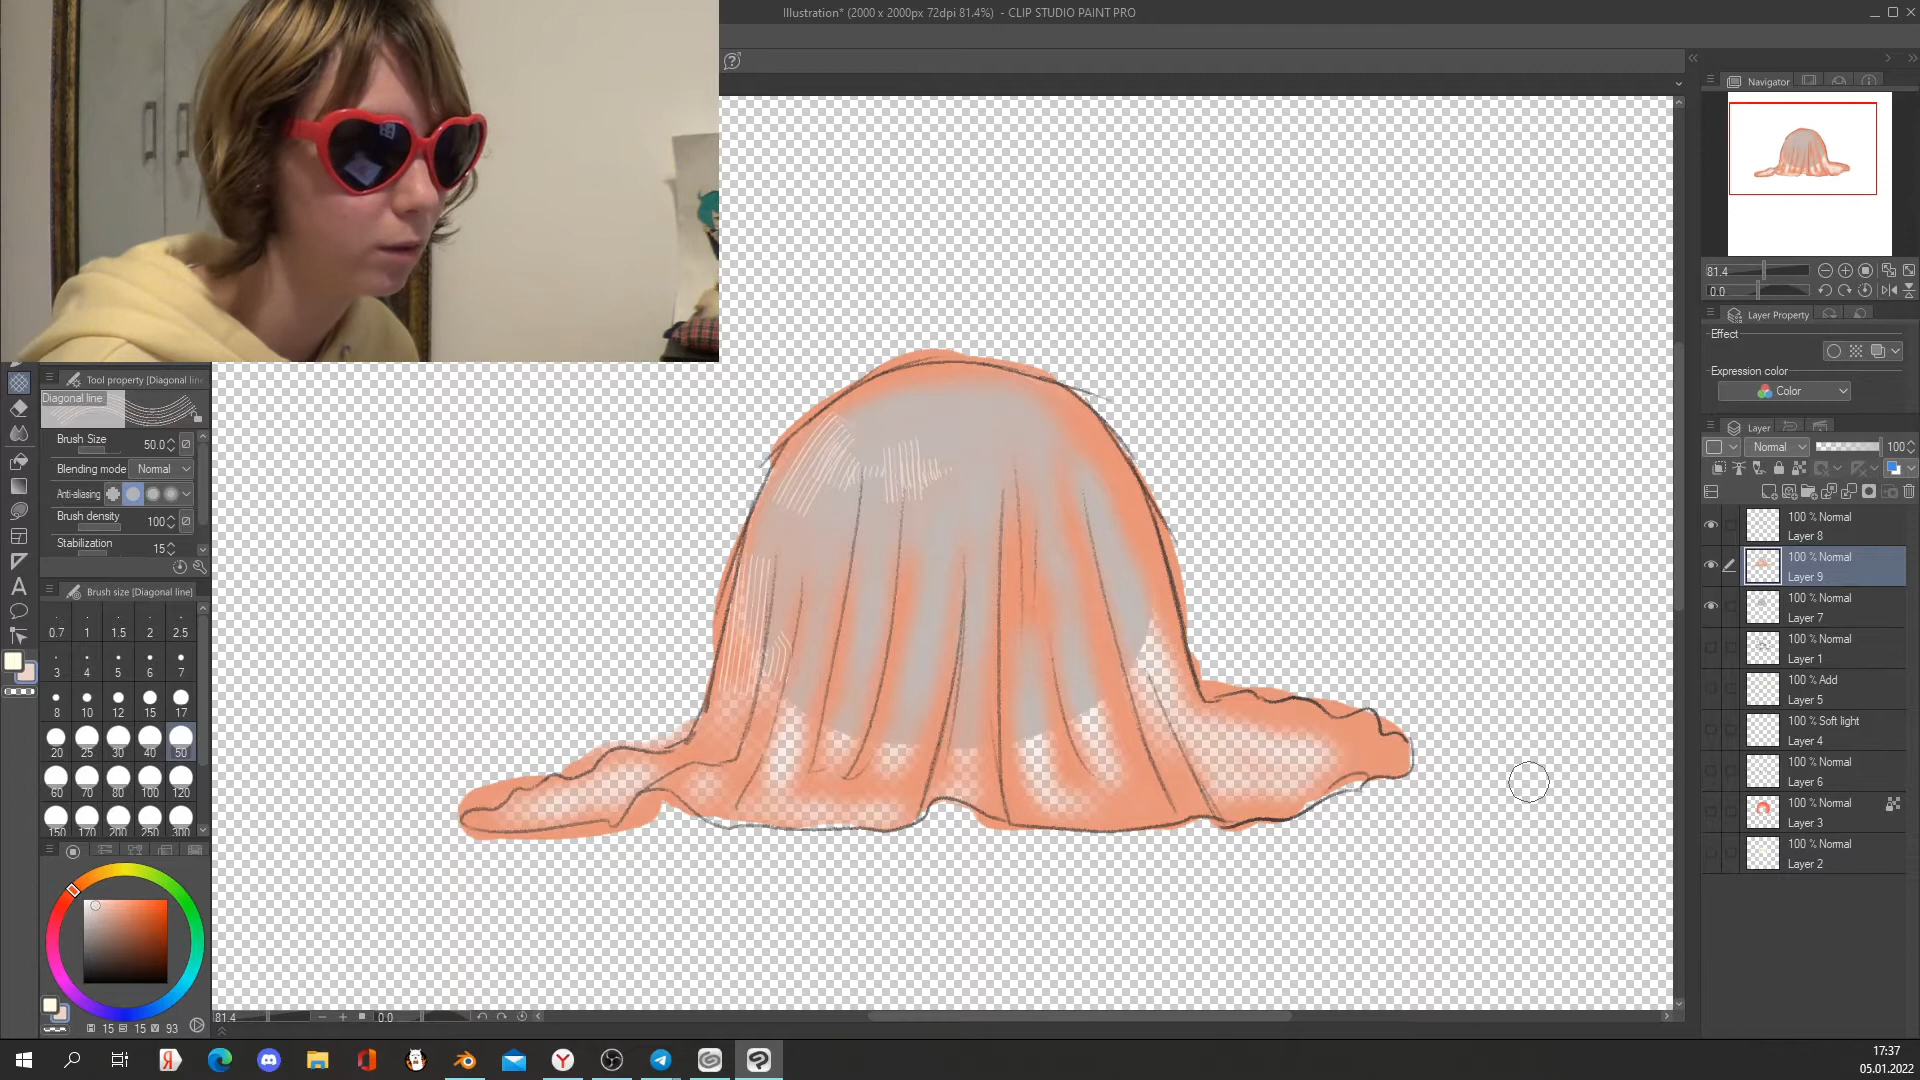 Illustration* (2000 x 2000px 72dpi 81.4%) - CLIP STUDIO PAINT PRO
Navigator
81.4
0.0
Layer Property
Effect
Expression color
Color
Layer
Normal 100
100 % Normal
Layer 8
100 % Normal
Layer 9
100 % Normal
Layer 7
100 % Normal
Layer 1
100 % Add
Layer 5
100 % Soft light
Layer 4
100 % Normal
Layer 6
100 % Normal
Layer 3
100 % Normal
Layer 2
Tool property [Diagonal line
Diagonal line
Brush Size 50.0
Blending mode Normal
Anti-aliasing
Brush density 100
Stabilization 15
Brush size [Diagonal line]
0.7 1 1.5 2 2.5
3 4 5 6 7
8 10 12 15 17
20 25 30 40 50
60 70 80 100 120
150 170 200 250 300
H 15 S 15 V 93
81.4 0.0
17:37
05.01.2022